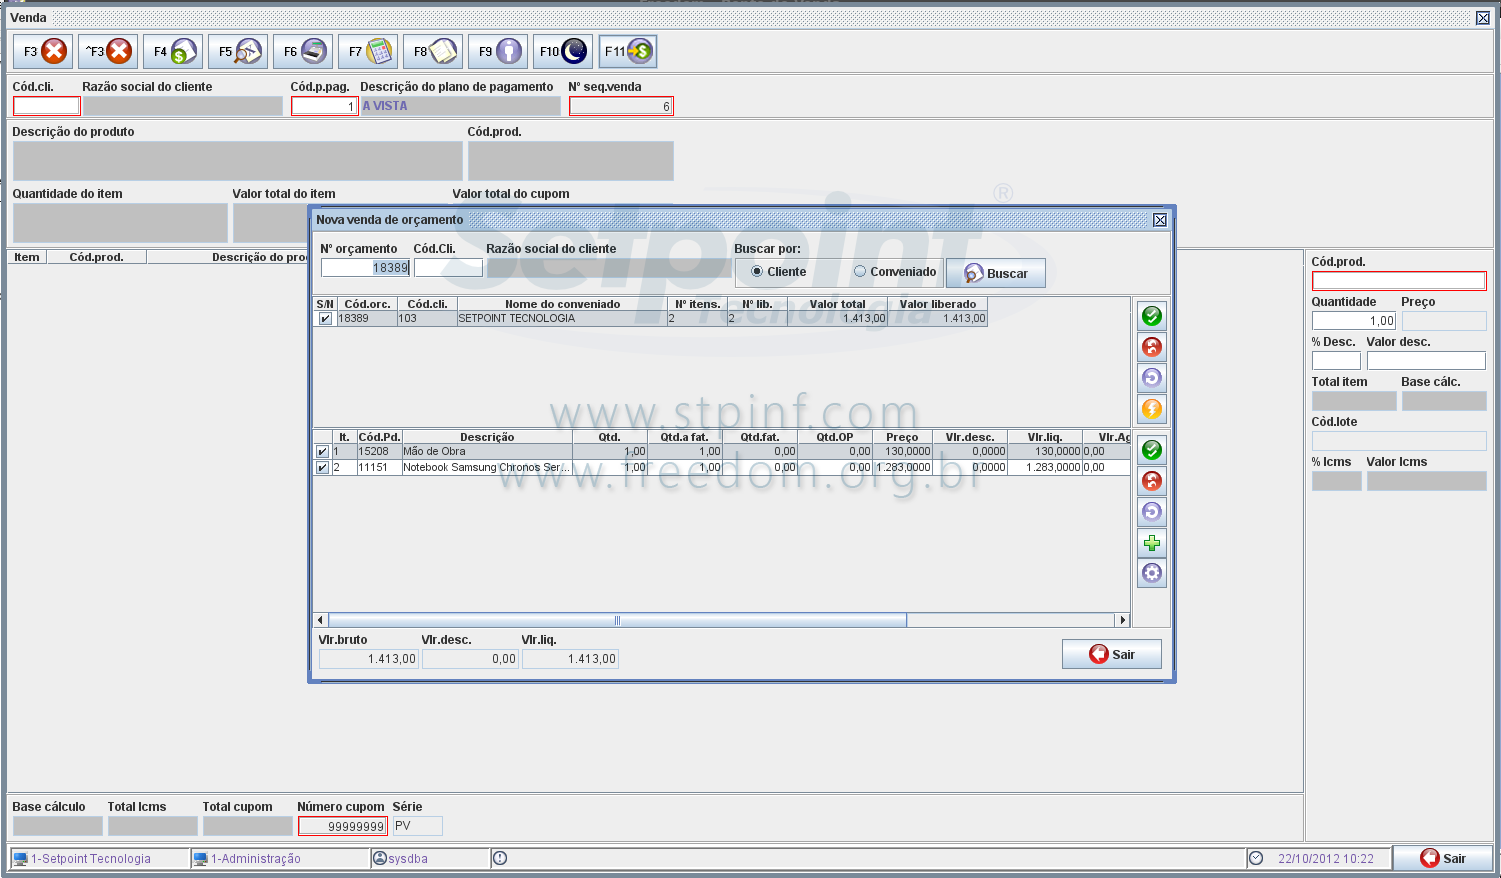 Venda
F3 ^F3 F4 F5 F6 F7 F8 F9 F10 F11
Cód.cli. Razão social do cliente Cód.p.pag. Descrição do plano de pagamento Nº seq.venda
1 A VISTA 6
Descrição do produto Cód.prod.
Quantidade do item Valor total do item Valor total do cupom
Setpoint ®
Tecnologia
Nova venda de orçamento
Nº orçamento Cód.Cli. Razão social do cliente Buscar por:
18389 Cliente Conveniado Buscar
S/N Cód.orc. Cód.cli. Nome do conveniado Nº itens. Nº lib. Valor total Valor liberado
18389 103 SETPOINT TECNOLOGIA 2 2 1.413,00 1.413,00
www.stpinf.com
It. Cód.Pd. Descrição Qtd. Qtd.a fat. Qtd.fat. Qtd.OP Preço Vlr.desc. Vlr.liq. Vlr.Ag
1 15208 Mão de Obra 1,00 1,00 0,00 0,00 130,0000 0,0000 130,0000 0,00
2 11151 Notebook Samsung Chronos Ser... 1,00 1,00 0,00 0,00 1.283,0000 0,0000 1.283,0000 0,00
www.freedom.org.br
Vlr.bruto Vlr.desc. Vlr.liq.
1.413,00 0,00 1.413,00 Sair
Item Cód.prod. Descrição do pro
Cód.prod.
Quantidade Preço
1,00
% Desc. Valor desc.
Total item Base cálc.
Cód.lote
% Icms Valor Icms
Base cálculo Total Icms Total cupom Número cupom Série
99999999 PV
1-Setpoint Tecnologia 1-Administração sysdba 22/10/2012 10:22 Sair